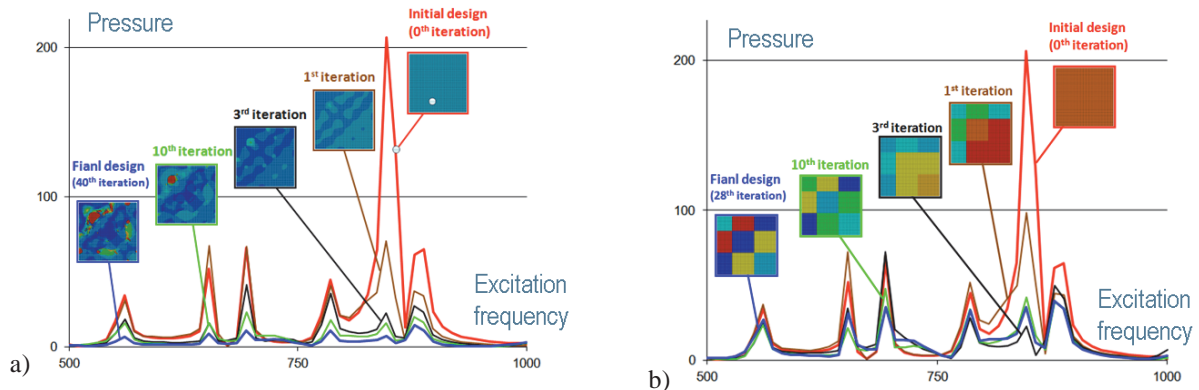 Pressure
200
100
0
500
750
1000
Initial design
(0th iteration)
1st iteration
3rd iteration
10th iteration
Fianl design
(40th iteration)
Excitation
frequency
a)
Pressure
200
100
0
500
750
1000
Initial design
(0th iteration)
1st iteration
3rd iteration
10th iteration
Fianl design
(28th iteration)
Excitation
frequency
b)